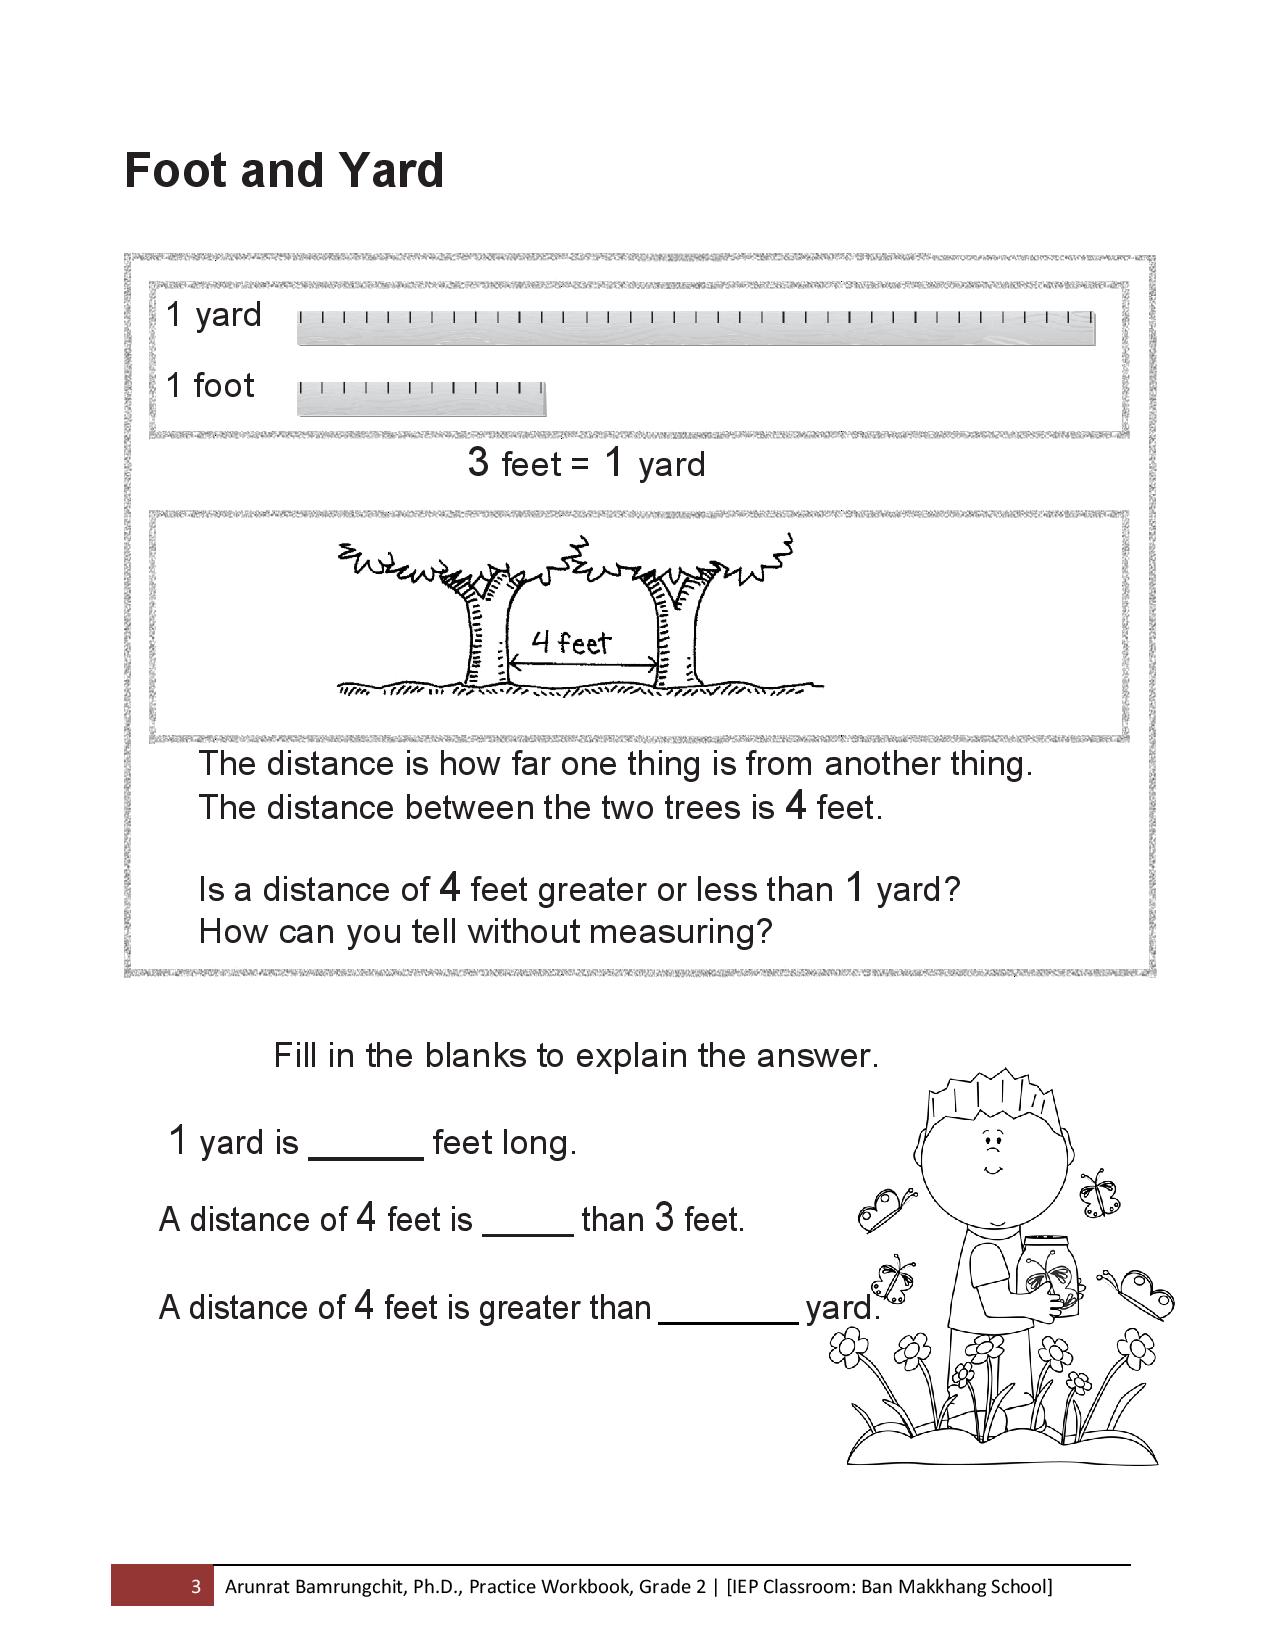 Foot and Yard
1 yard
1 foot
3 feet = 1 yard
4 feet
The distance is how far one thing is from another thing.
The distance between the two trees is 4 feet.
Is a distance of 4 feet greater or less than 1 yard?
How can you tell without measuring?
Fill in the blanks to explain the answer.
1 yard is ______ feet long.
A distance of 4 feet is _____ than 3 feet.
A distance of 4 feet is greater than ________ yard.
3 Arunrat Bamrungchit, Ph.D., Practice Workbook, Grade 2 | [IEP Classroom: Ban Makkhang School]